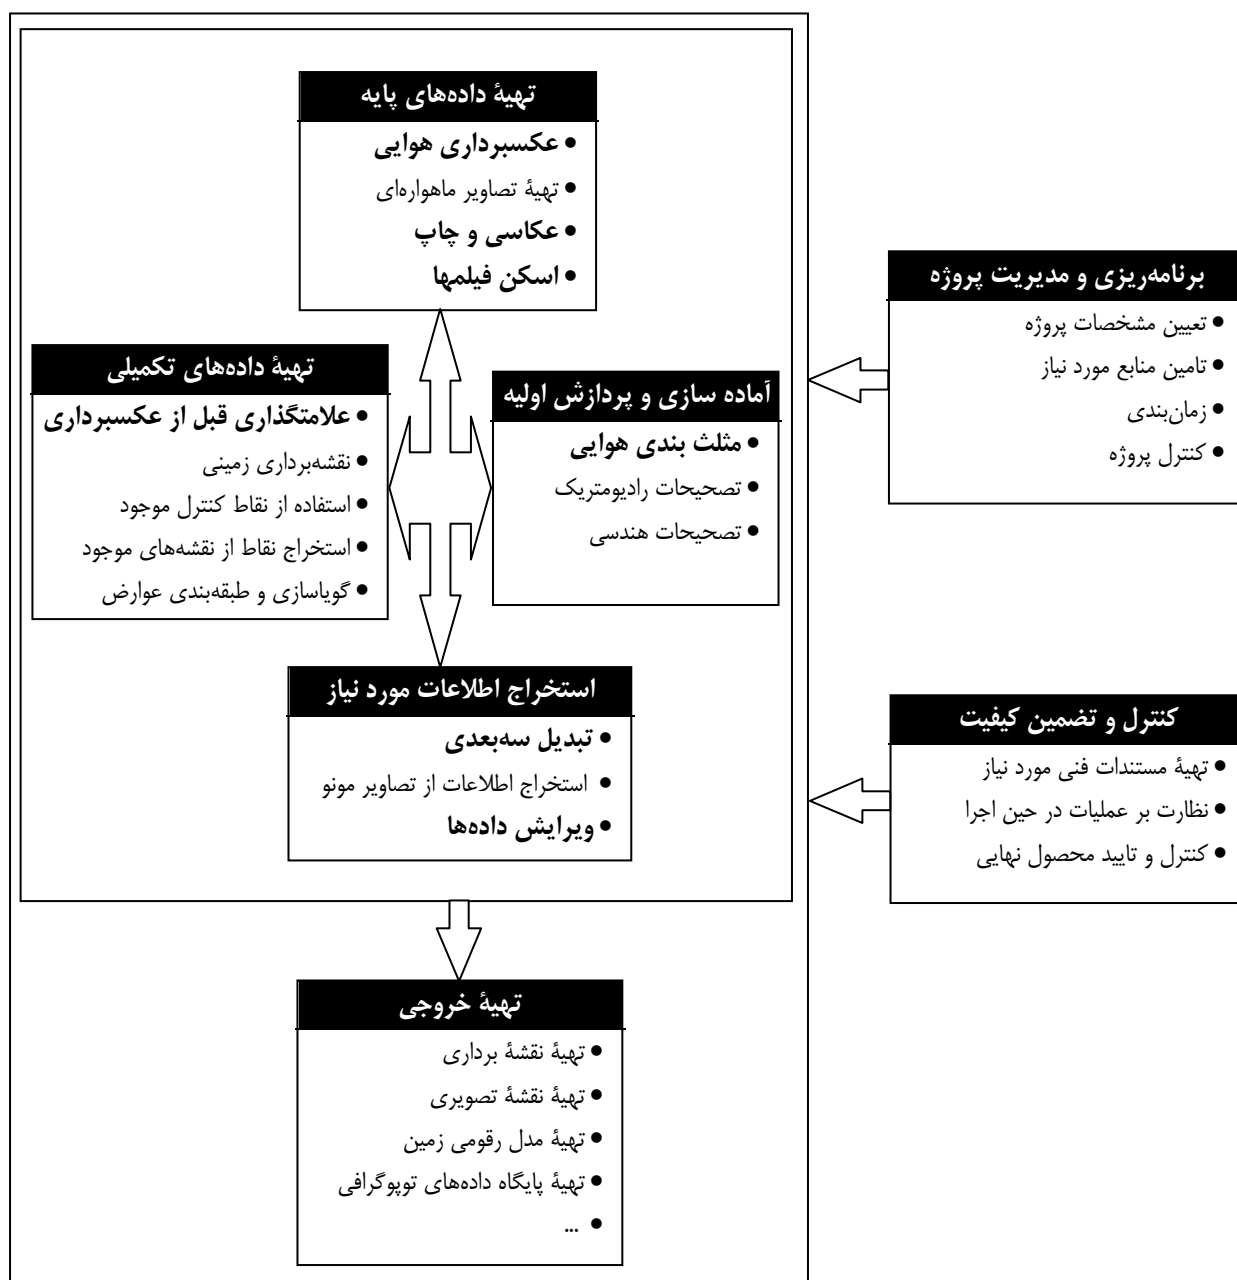 تهیهٔ داده‌های پایه
• عکسبرداری هوایی
• تهیهٔ تصاویر ماهواره‌ای
• عکاسی و چاپ
• اسکن فیلمها
برنامه‌ریزی و مدیریت پروژه
• تعیین مشخصات پروژه
• تامین منابع مورد نیاز
• زمان‌بندی
• کنترل پروژه
آماده سازی و پردازش اولیه
• مثلث بندی هوایی
• تصحیحات رادیومتریک
• تصحیحات هندسی
تهیهٔ داده‌های تکمیلی
• علامتگذاری قبل از عکسبرداری
• نقشه‌برداری زمینی
• استفاده از نقاط کنترل موجود
• استخراج نقاط از نقشه‌های موجود
• گویاسازی و طبقه‌بندی عوارض
استخراج اطلاعات مورد نیاز
• تبدیل سه‌بعدی
• استخراج اطلاعات از تصاویر مونو
• ویرایش داده‌ها
کنترل و تضمین کیفیت
• تهیهٔ مستندات فنی مورد نیاز
• نظارت بر عملیات در حین اجرا
• کنترل و تایید محصول نهایی
تهیهٔ خروجی
• تهیهٔ نقشهٔ برداری
• تهیهٔ نقشهٔ تصویری
• تهیهٔ مدل رقومی زمین
• تهیهٔ پایگاه داده‌های توپوگرافی
• ...